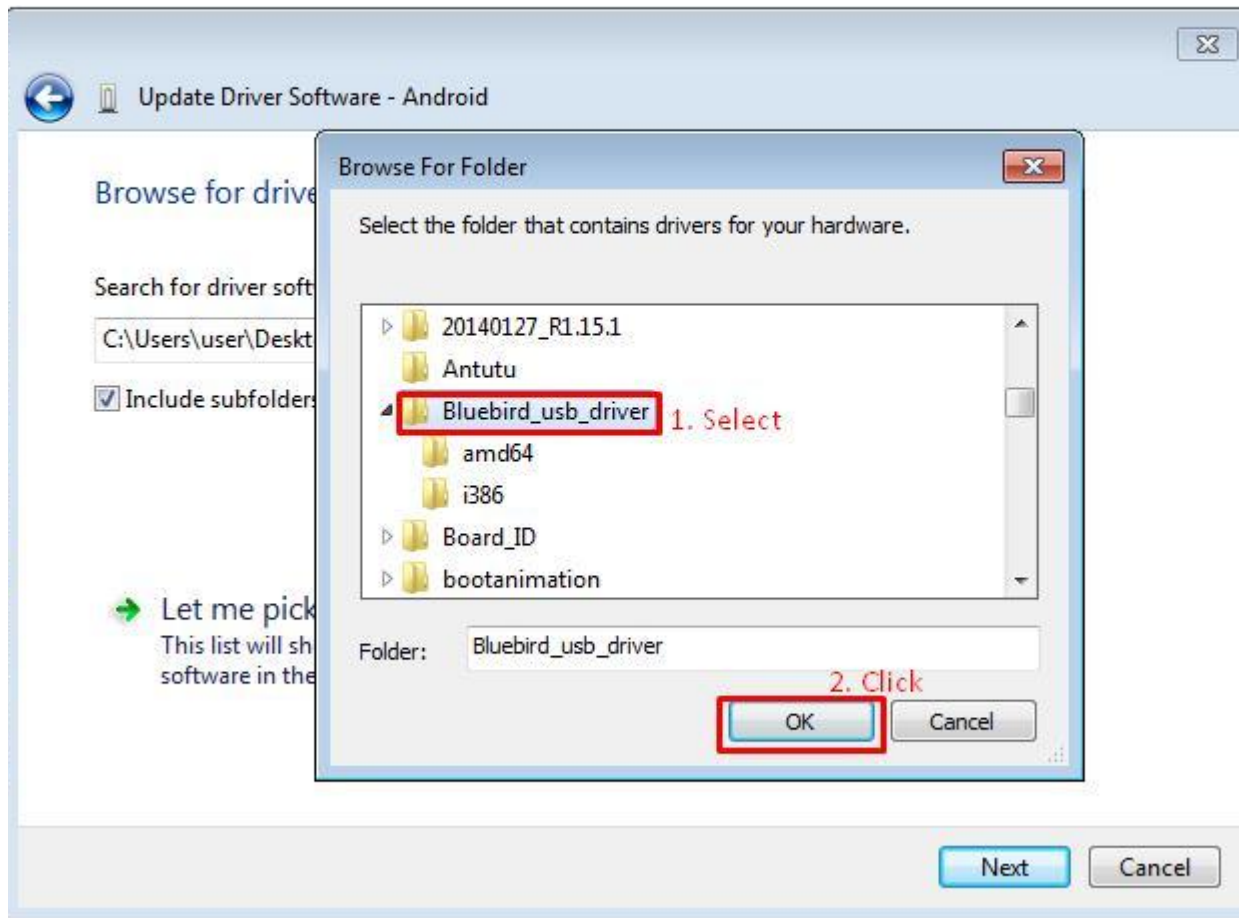 Update Driver Software - Android
Browse For Folder
Browse for drive
Select the folder that contains drivers for your hardware.
Search for driver soft
C:\Users\user\Deskt
Include subfolders
20140127_R1.15.1
Antutu
Bluebird_usb_driver
1. Select
amd64
i386
Board_ID
bootanimation
Let me pick
This list will sh
software in the
Folder:
Bluebird_usb_driver
2. Click
OK
Cancel
Next
Cancel